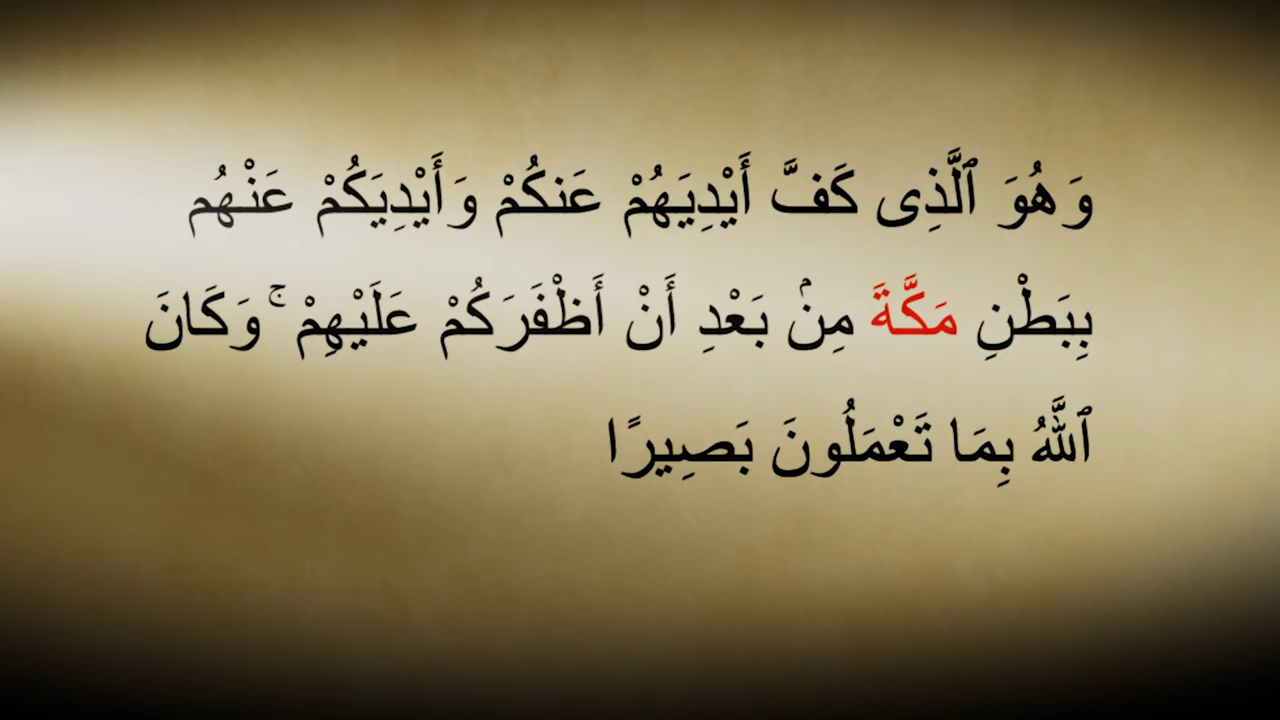 وَهُوَ ٱلَّذِى كَفَّ أَيْدِيَهُمْ عَنكُمْ وَأَيْدِيَكُمْ عَنْهُم
بِبَطْنِ مَكَّةَ مِنۢ بَعْدِ أَنْ أَظْفَرَكُمْ عَلَيْهِمْ ۚ وَكَانَ
ٱللَّهُ بِمَا تَعْمَلُونَ بَصِيرًا